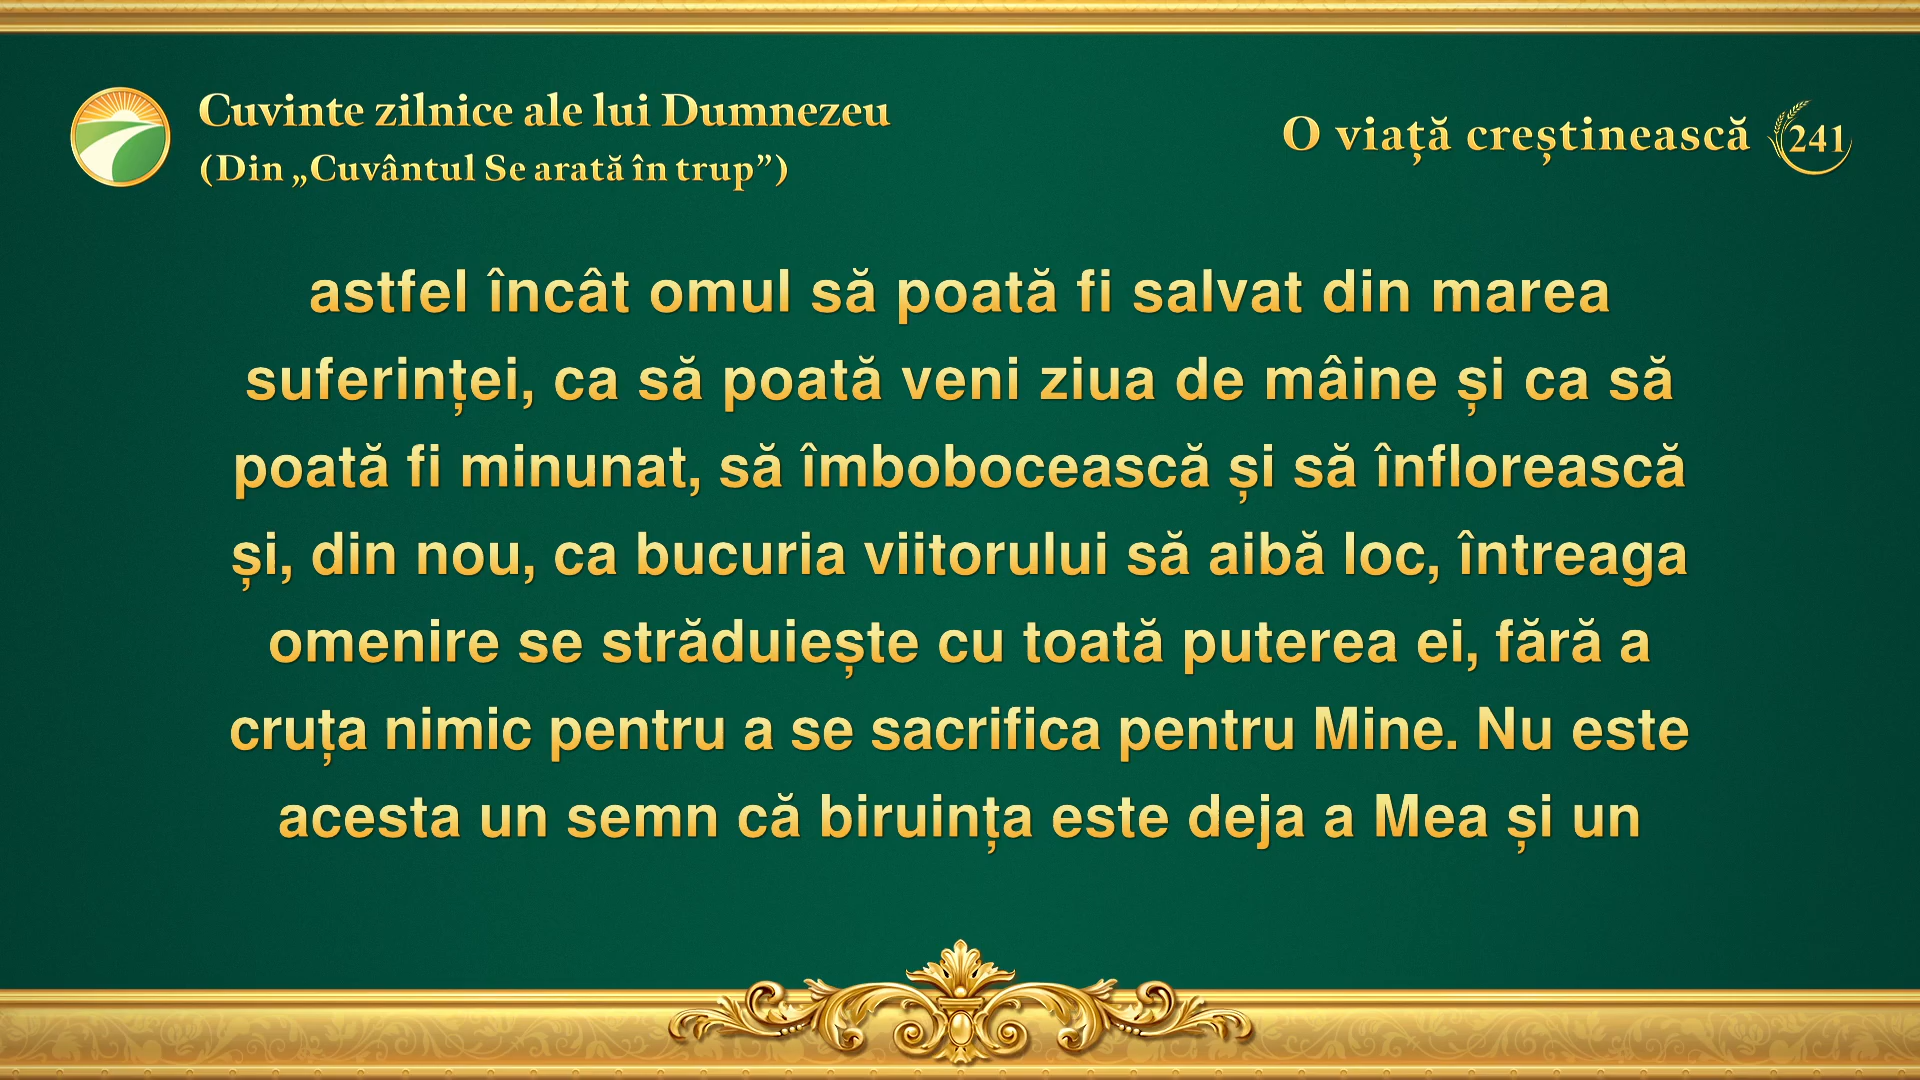 Cuvinte zilnice ale lui Dumnezeu
(Din „Cuvântul Se arată în trup”)
O viață creștinească 241
astfel încât omul să poată fi salvat din marea
suferinței, ca să poată veni ziua de mâine și ca să
poată fi minunat, să îmbobocească și să înflorească
și, din nou, ca bucuria viitorului să aibă loc, întreaga
omenire se străduiește cu toată puterea ei, fără a
cruța nimic pentru a se sacrifica pentru Mine. Nu este
acesta un semn că biruința este deja a Mea și un